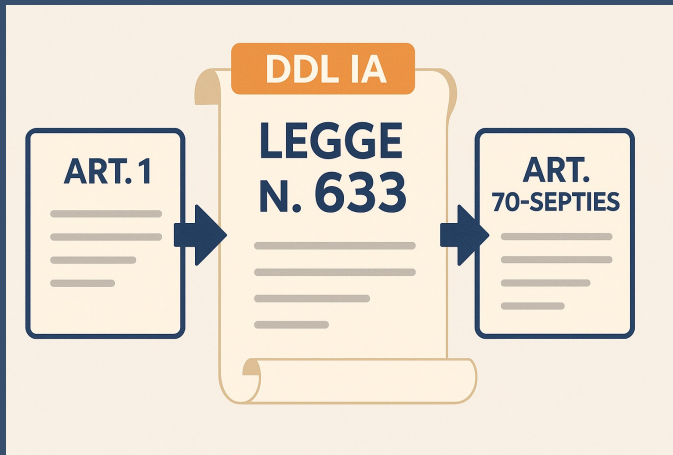 DDL IA
ART. 1
LEGGE
N. 633
ART.
70-SEPTIES